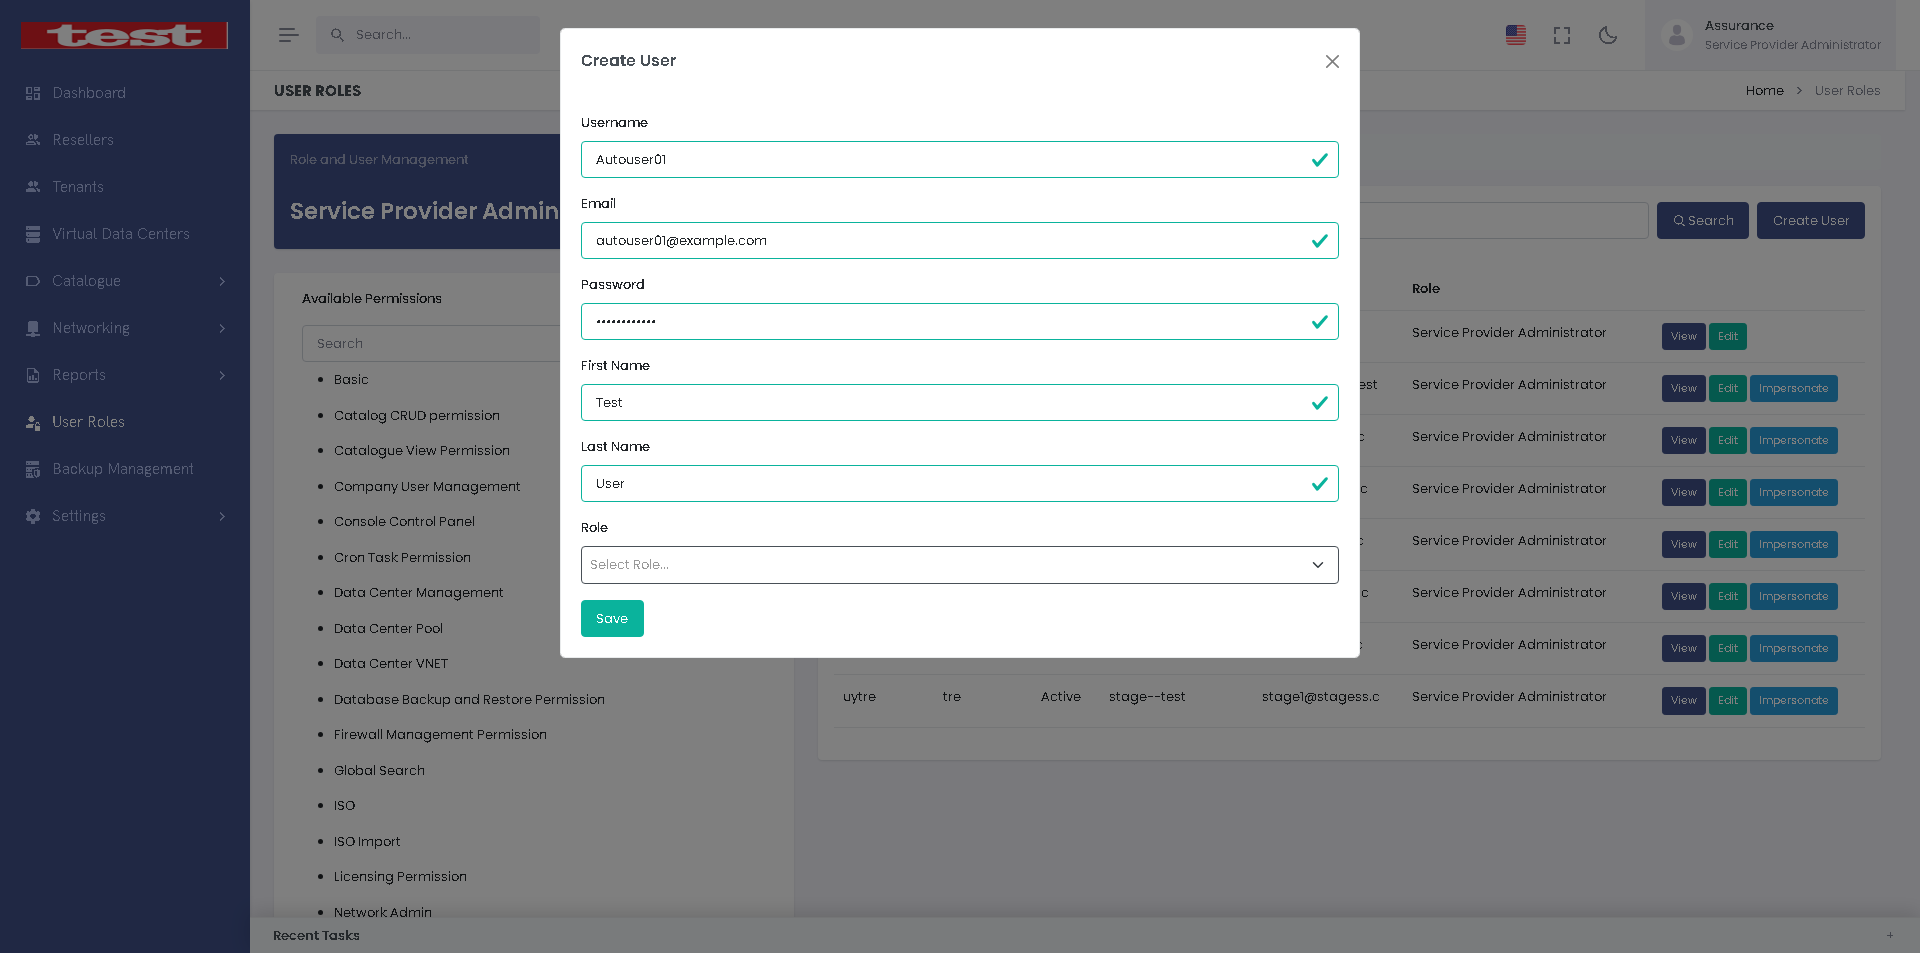 test
Dashboard
Resellers
Tenants
Virtual Data Centers
Catalogue
Networking
Reports
User Roles
Backup Management
Settings
Search...
Assurance
Service Provider Administrator
USER ROLES
Home > User Roles
Role and User Management
Service Provider Admin
Available Permissions
Search
Basic
Catalog CRUD permission
Catalogue View Permission
Company User Management
Console Control Panel
Cron Task Permission
Data Center Management
Data Center Pool
Data Center VNET
Database Backup and Restore Permission
Firewall Management Permission
Global Search
ISO
ISO Import
Licensing Permission
Network Admin
Create User
Username
Autouser01
Email
autouser01@example.com
Password
••••••••••••
First Name
Test
Last Name
User
Role
Select Role...
Save
Search Create User
Role
Service Provider Administrator View Edit
est Service Provider Administrator View Edit Impersonate
c Service Provider Administrator View Edit Impersonate
c Service Provider Administrator View Edit Impersonate
c Service Provider Administrator View Edit Impersonate
c Service Provider Administrator View Edit Impersonate
c Service Provider Administrator View Edit Impersonate
uytre tre Active stage--test stage1@stagess.c Service Provider Administrator View Edit Impersonate
Recent Tasks +